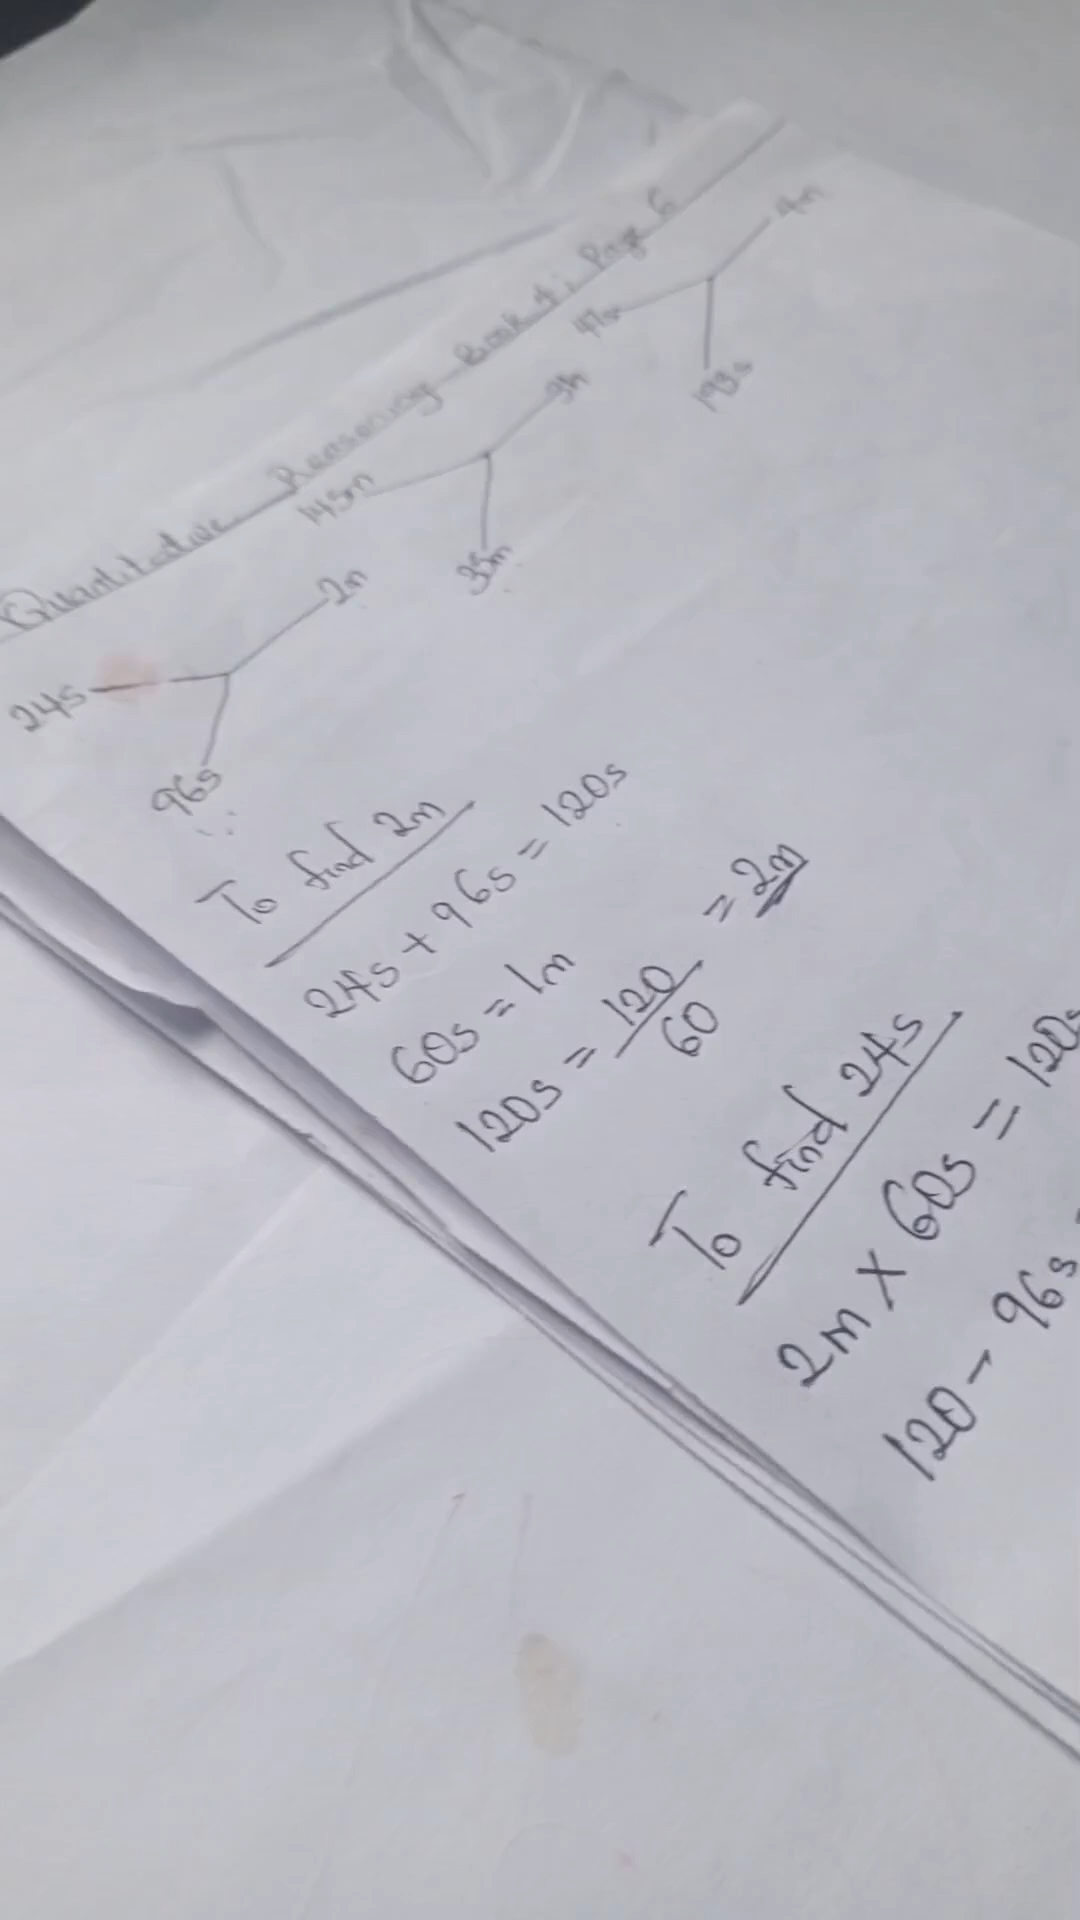 Quantitative Reasoning Book 4, Page 6
24s
2m
96s
145m
3h
35m
47s
4m
193s
To find 2m
24s + 96s = 120s
60s = 1m
120s = 120/60 = 2m
To find 24s
2m × 60s = 120s
120 - 96s